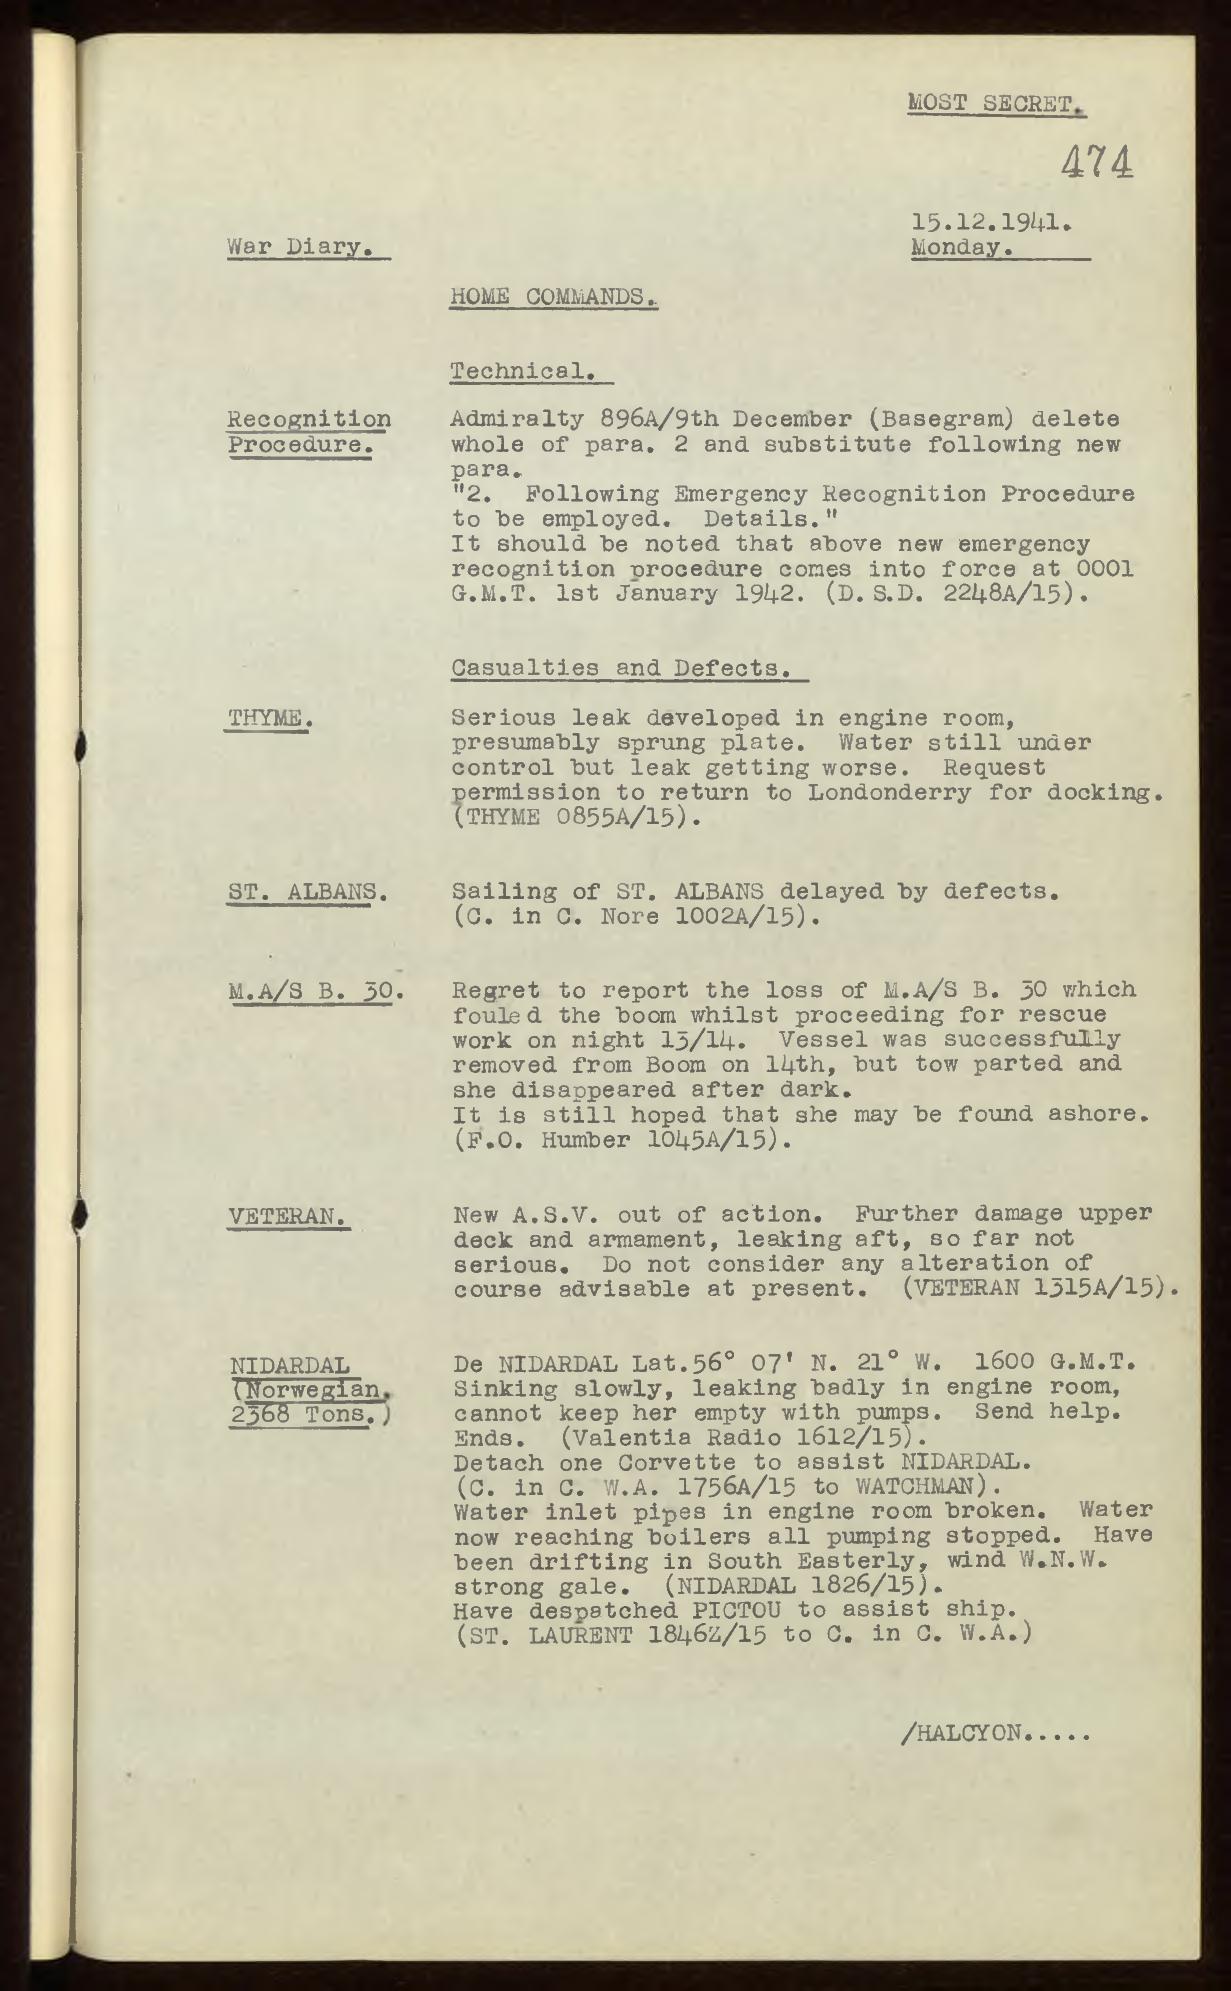 MOST SECRET.
474
15.12.1941.
War Diary.
Monday.
HOME COMMANDS.
Technical.
Recognition
Procedure.
Admiralty 896A/9th December (Basegram) delete
whole of para. 2 and substitute following new
para.
"2. Following Emergency Recognition Procedure
to be employed. Details."
It should be noted that above new emergency
recognition procedure comes into force at 0001
G.M.T. 1st January 1942. (D.S.D. 2248A/15).
Casualties and Defects.
THYME.
Serious leak developed in engine room,
presumably sprung plate. Water still under
control but leak getting worse. Request
permission to return to Londonderry for docking.
(THYME 0855A/15).
ST. ALBANS.
Sailing of ST. ALBANS delayed by defects.
(C. in C. Nore 1002A/15).
M.A/S B. 30.
Regret to report the loss of M.A/S B. 30 which
fouled the boom whilst proceeding for rescue
work on night 13/14. Vessel was successfully
removed from Boom on 14th, but tow parted and
she disappeared after dark.
It is still hoped that she may be found ashore.
(F.O. Humber 1045A/15).
VETERAN.
New A.S.V. out of action. Further damage upper
deck and armament, leaking aft, so far not
serious. Do not consider any alteration of
course advisable at present. (VETERAN 1315A/15).
NIDARDAL
(Norwegian,
2368 Tons.)
De NIDARDAL Lat.56° 07' N. 21° W. 1600 G.M.T.
Sinking slowly, leaking badly in engine room,
cannot keep her empty with pumps. Send help.
Ends. (Valentia Radio 1612/15).
Detach one Corvette to assist NIDARDAL.
(C. in C. W.A. 1756A/15 to WATCHMAN).
Water inlet pipes in engine room broken. Water
now reaching boilers all pumping stopped. Have
been drifting in South Easterly, wind W.N.W.
strong gale. (NIDARDAL 1826/15).
Have despatched PICTOU to assist ship.
(ST. LAURENT 1846Z/15 to C. in C. W.A.)
/HALCYON.....